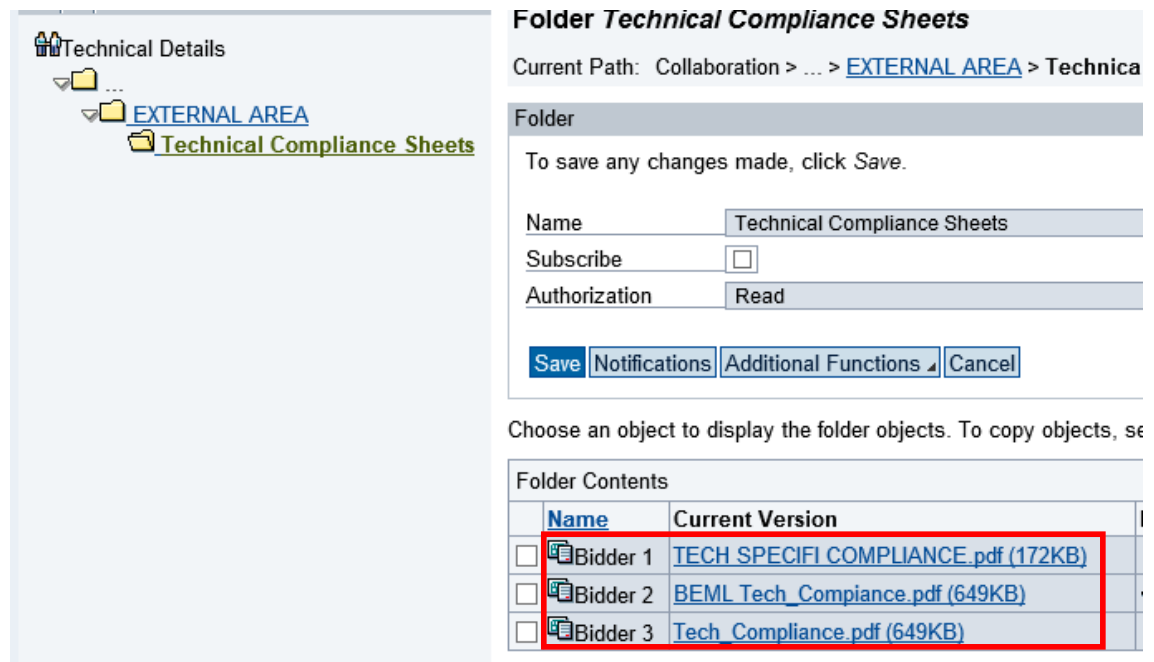 Technical Details
...
EXTERNAL AREA
Technical Compliance Sheets
Folder Technical Compliance Sheets
Current Path: Collaboration > ... > EXTERNAL AREA > Technica
Folder
To save any changes made, click Save.
Name Technical Compliance Sheets
Subscribe
Authorization Read
Save Notifications Additional Functions Cancel
Choose an object to display the folder objects. To copy objects, se
Folder Contents
Name Current Version
Bidder 1 TECH SPECIFI COMPLIANCE.pdf (172KB)
Bidder 2 BEML Tech_Compiance.pdf (649KB)
Bidder 3 Tech_Compliance.pdf (649KB)